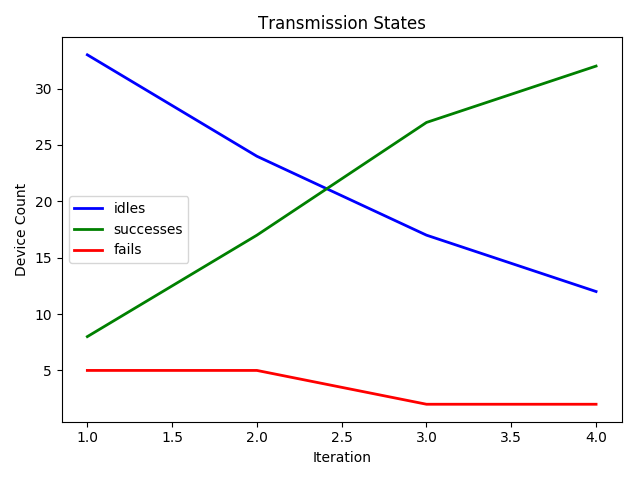 Transmission States
Device Count
30
25
20
15
10
5
idles
successes
fails
1.0 1.5 2.0 2.5 3.0 3.5 4.0
Iteration